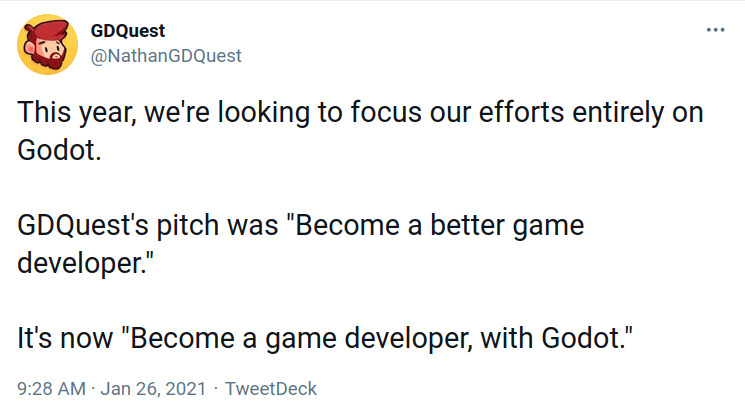 GDQuest
@NathanGDQuest
This year, we're looking to focus our efforts entirely on
Godot.
GDQuest's pitch was "Become a better game
developer."
It's now "Become a game developer, with Godot."
9:28 AM · Jan 26, 2021 · TweetDeck